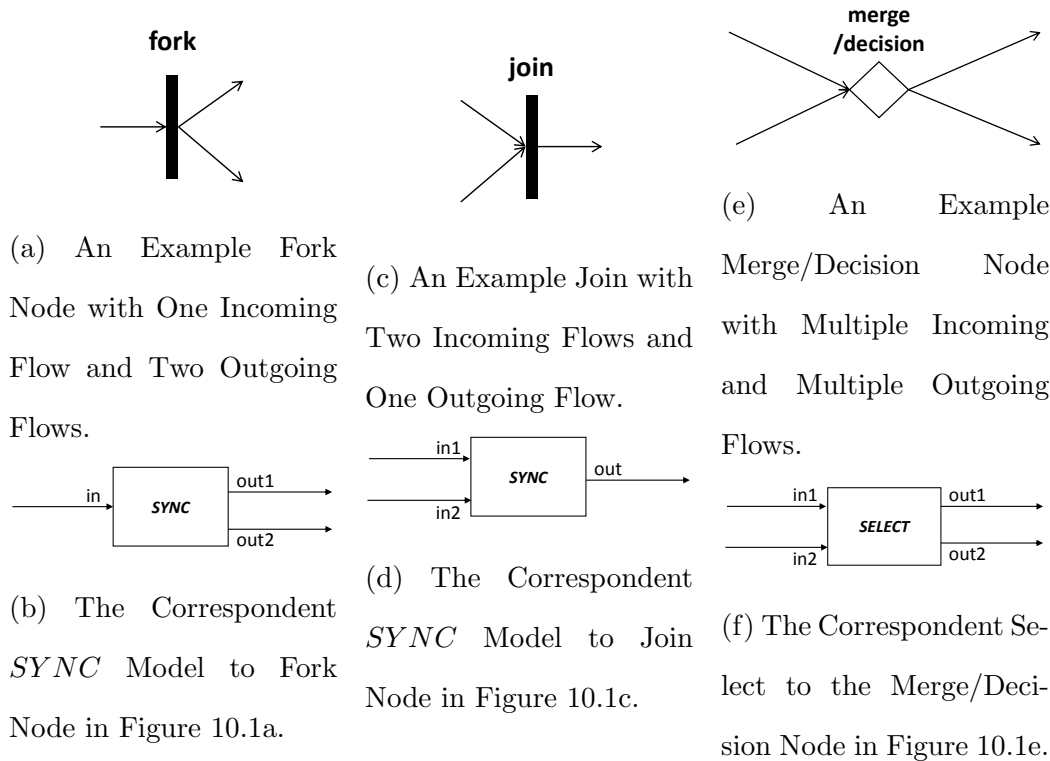 fork
(a) An Example Fork
Node with One Incoming
Flow and Two Outgoing
Flows.
in
SYNC
out1
out2
(b) The Correspondent
SYNC Model to Fork
Node in Figure 10.1a.
join
(c) An Example Join with
Two Incoming Flows and
One Outgoing Flow.
in1
in2
SYNC
out
(d) The Correspondent
SYNC Model to Join
Node in Figure 10.1c.
merge
/decision
(e) An Example
Merge/Decision Node
with Multiple Incoming
and Multiple Outgoing
Flows.
in1
in2
SELECT
out1
out2
(f) The Correspondent Se-
lect to the Merge/Deci-
sion Node in Figure 10.1e.